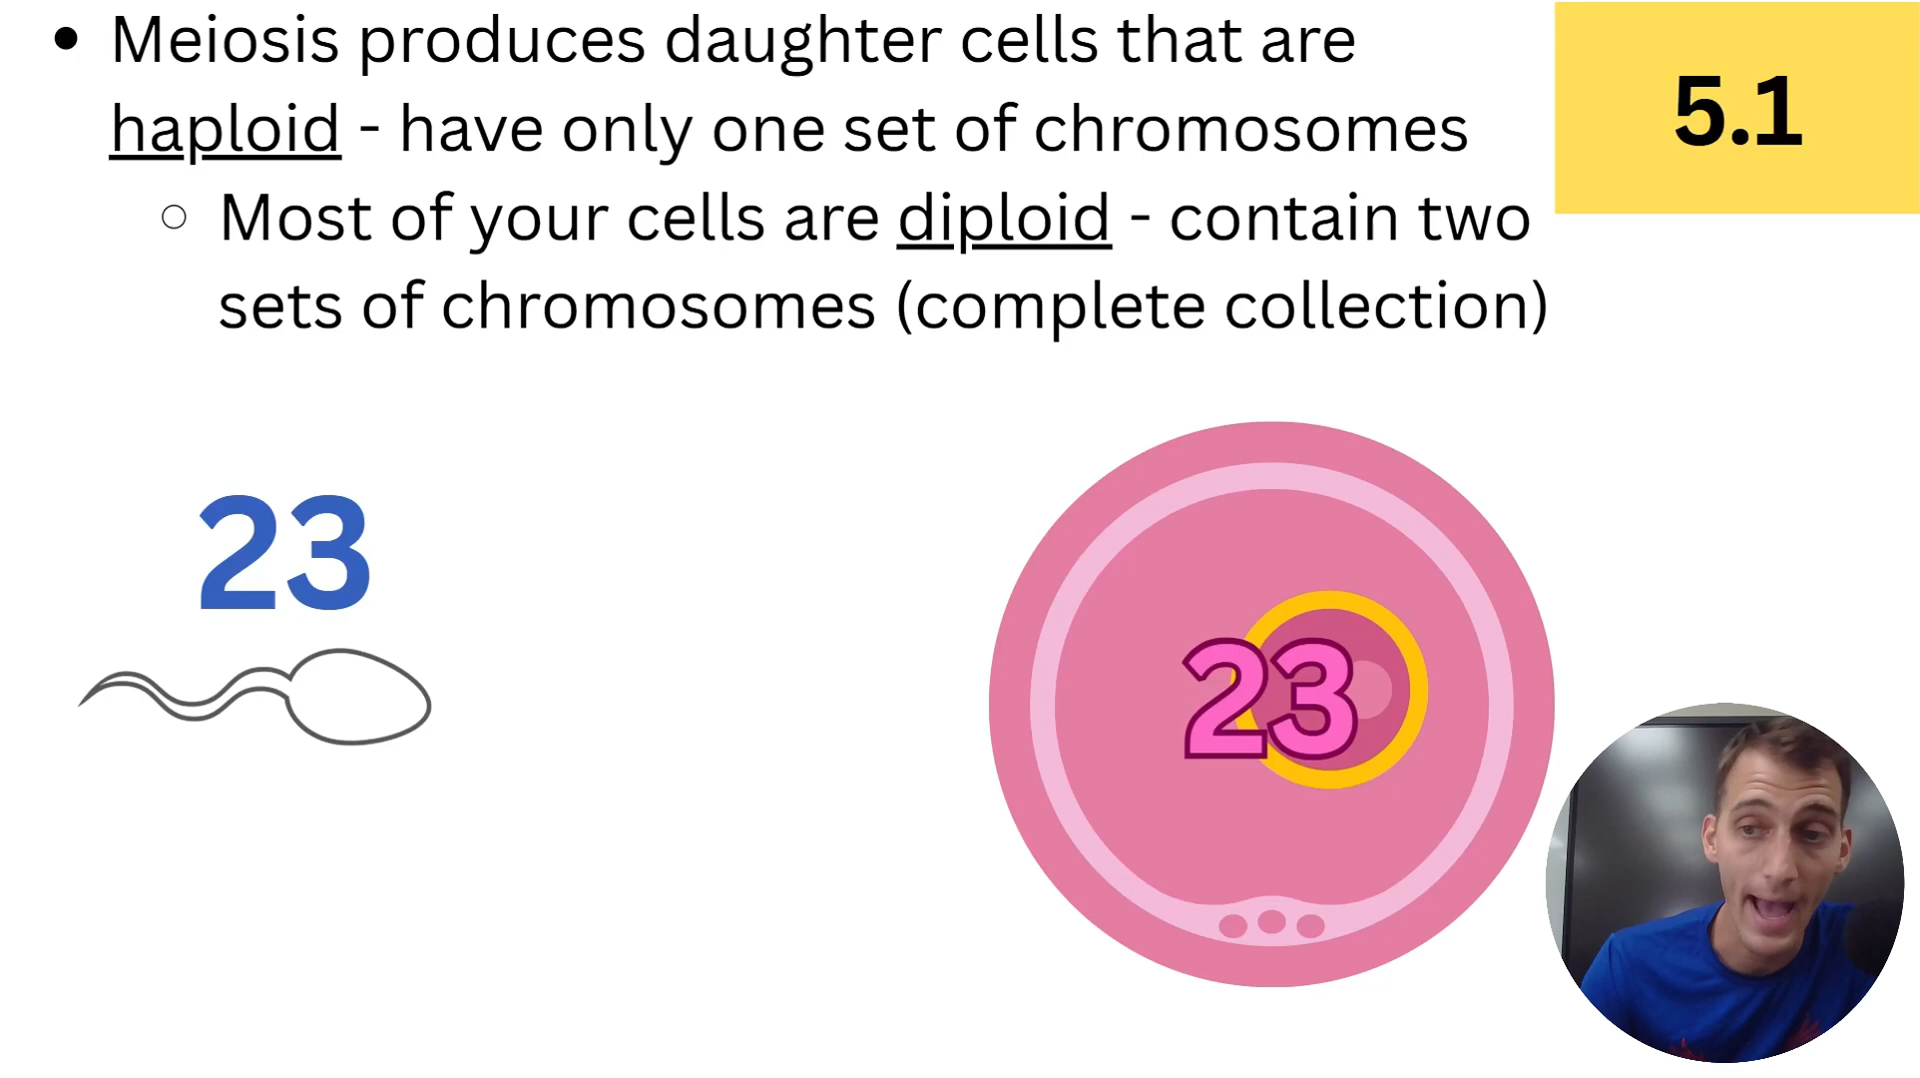 • Meiosis produces daughter cells that are
haploid - have only one set of chromosomes
○ Most of your cells are diploid - contain two
sets of chromosomes (complete collection)
5.1
23
23